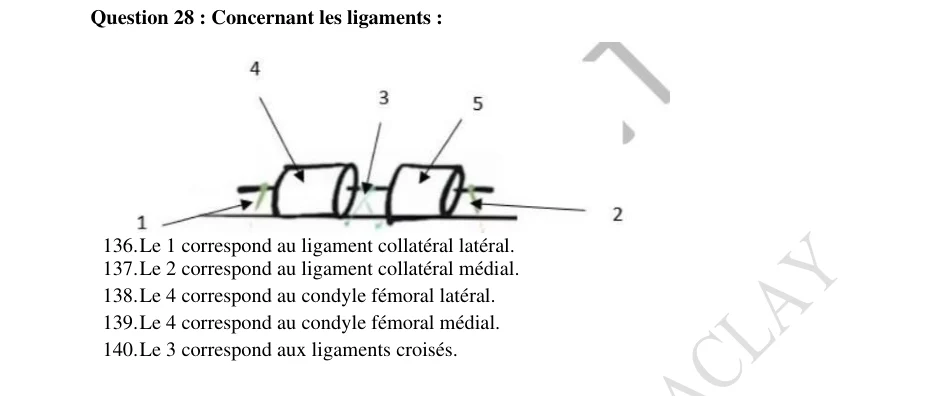 Question 28 : Concernant les ligaments :
4
3
5
1
2
136.Le 1 correspond au ligament collatéral latéral.
137.Le 2 correspond au ligament collatéral médial.
138.Le 4 correspond au condyle fémoral latéral.
139.Le 4 correspond au condyle fémoral médial.
140.Le 3 correspond aux ligaments croisés.
ACLAY